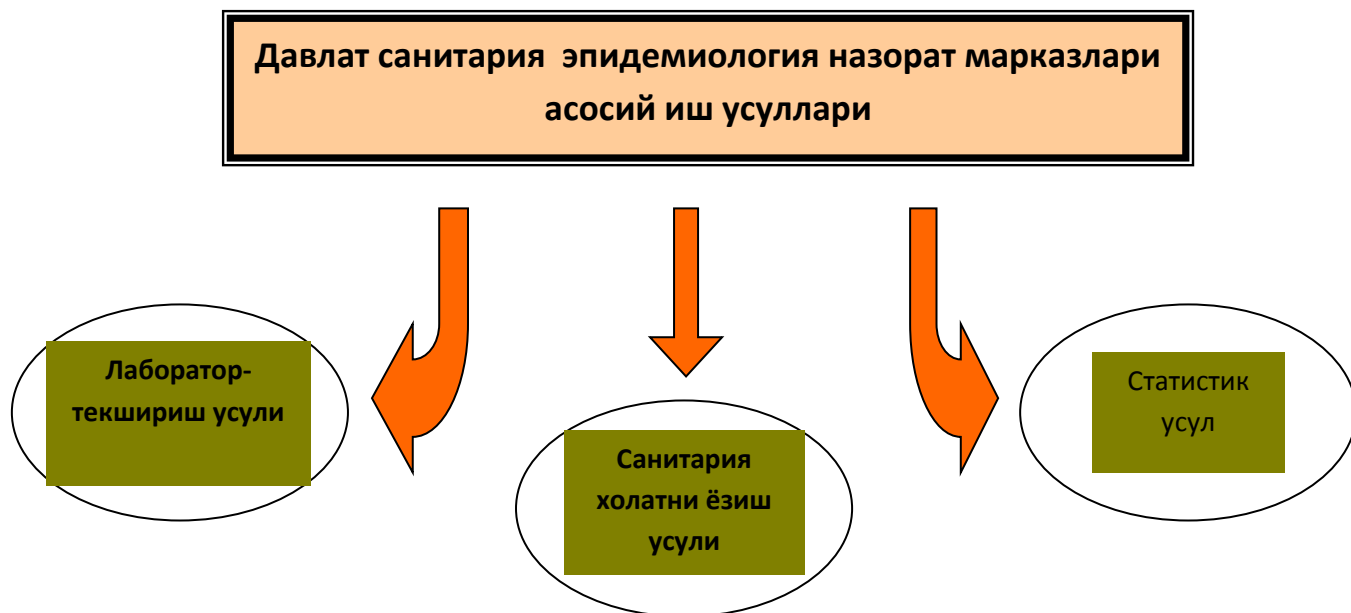 Давлат санитария эпидемиология назорат марказлари
асосий иш усуллари
Лаборатор-
текшириш усули
Санитария
холатни ёзиш
усули
Статистик
усул